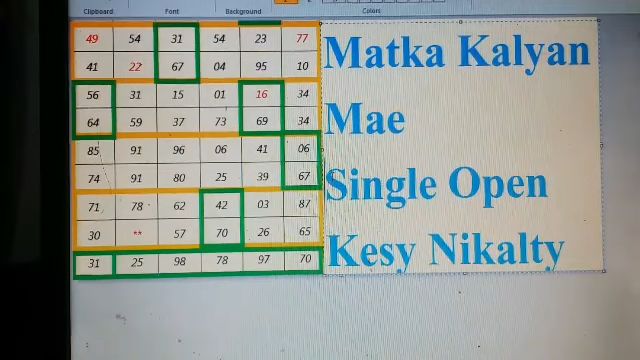 Clipboard Font Background Colors
49 54 31 54 23 77
41 22 67 04 95 10
56 31 15 01 16 34
64 59 37 73 69 34
85 91 96 06 41 06
74 91 80 25 39 67
71 78 62 42 03 87
30 ** 57 70 26 65
31 25 98 78 97 70
Matka Kalyan
Mae
Single Open
Kesy Nikalty